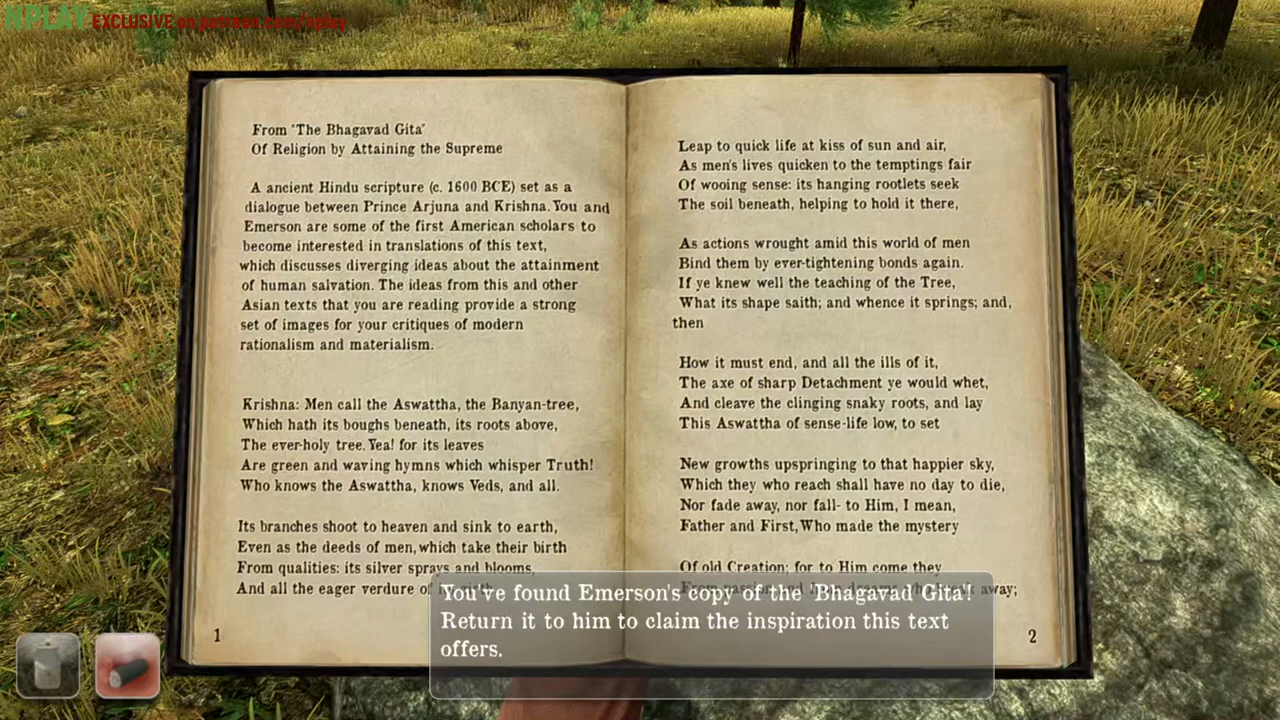 NPLAY EXCLUSIVE on patreon.com/nplay
From "The Bhagavad Gita"
Of Religion by Attaining the Supreme
A ancient Hindu scripture (c. 1600 BCE) set as a
dialogue between Prince Arjuna and Krishna. You and
Emerson are some of the first American scholars to
become interested in translations of this text,
which discusses diverging ideas about the attainment
of human salvation. The ideas from this and other
Asian texts that you are reading provide a strong
set of images for your critiques of modern
rationalism and materialism.
Krishna: Men call the Aswattha, the Banyan-tree,
Which hath its boughs beneath, its roots above,
The ever-holy tree. Yea! for its leaves
Are green and waving hymns which whisper Truth!
Who knows the Aswattha, knows Veds, and all.
Its branches shoot to heaven and sink to earth,
Even as the deeds of men, which take their birth
From qualities: its silver sprays and blooms,
And all the eager verdure of
1
Leap to quick life at kiss of sun and air,
As men's lives quicken to the temptings fair
Of wooing sense: its hanging rootlets seek
The soil beneath, helping to hold it there,
As actions wrought amid this world of men
Bind them by ever-tightening bonds again.
If ye knew well the teaching of the Tree,
What its shape saith; and whence it springs; and,
then
How it must end, and all the ills of it,
The axe of sharp Detachment ye would whet,
And cleave the clinging snaky roots, and lay
This Aswattha of sense-life low, to set
New growths upspringing to that happier sky,
Which they who reach shall have no day to die,
Nor fade away, nor fall- to Him, I mean,
Father and First, Who made the mystery
Of old Creation; for to Him come they
From away;
2
You've found Emerson's copy of the 'Bhagavad Gita'!
Return it to him to claim the inspiration this text
offers.